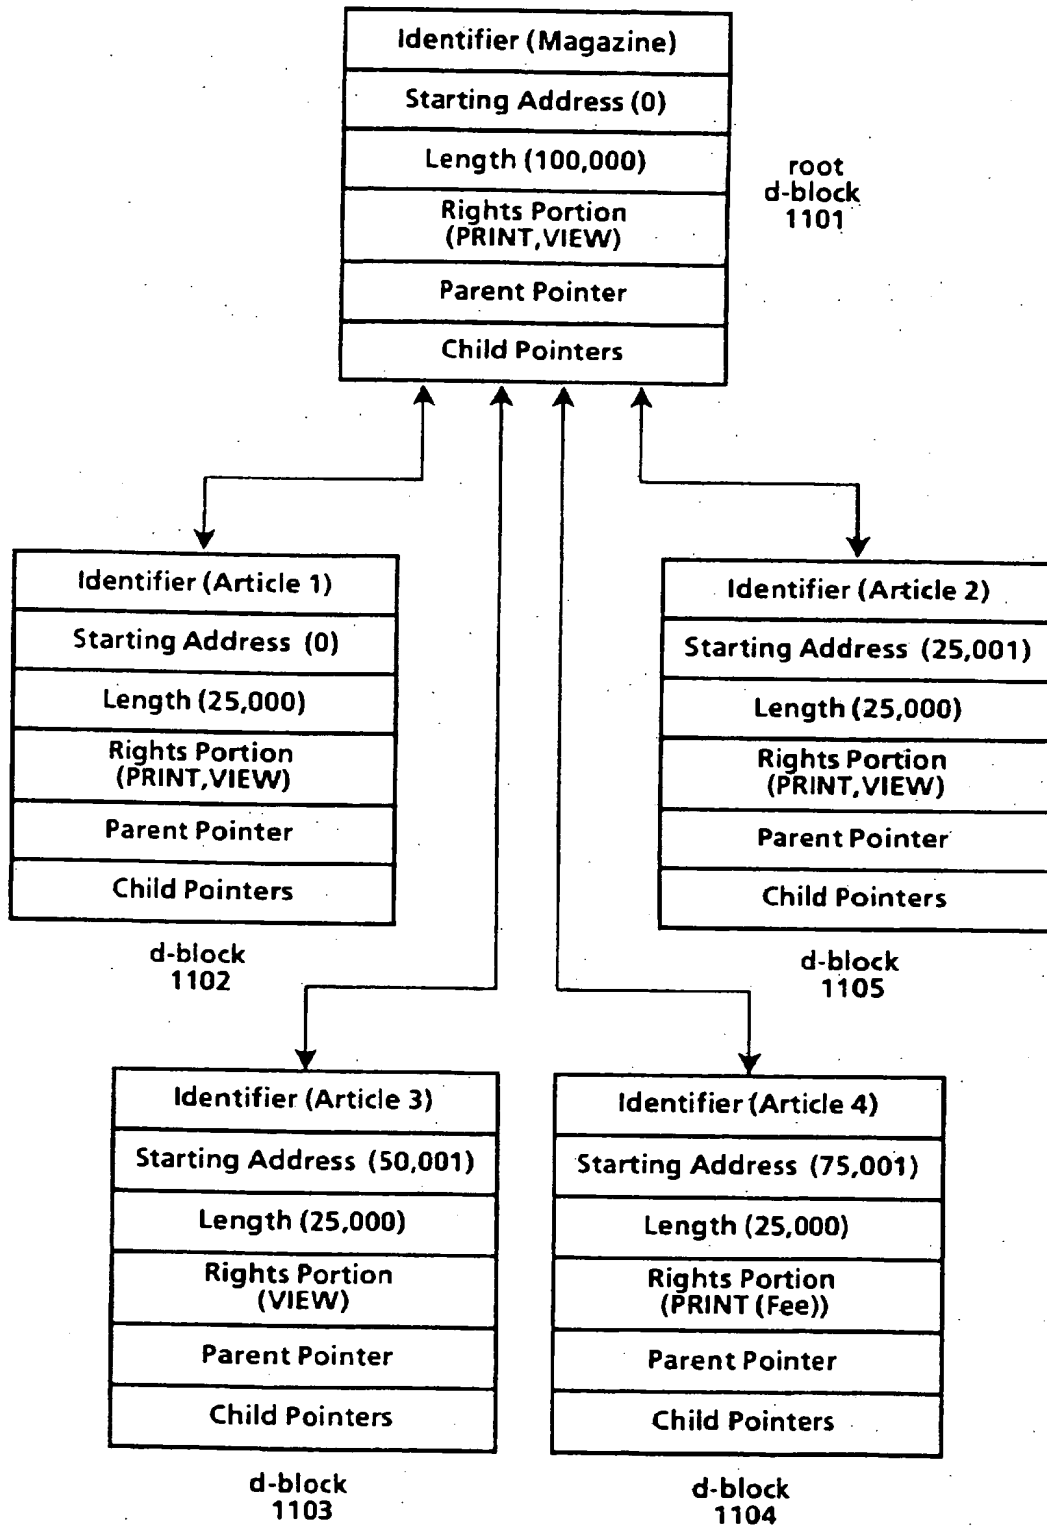 Identifier (Magazine)
Starting Address (0)
Length (100,000)
Rights Portion
(PRINT,VIEW)
Parent Pointer
Child Pointers
root
d-block
1101
Identifier (Article 1)
Starting Address (0)
Length (25,000)
Rights Portion
(PRINT,VIEW)
Parent Pointer
Child Pointers
d-block
1102
Identifier (Article 2)
Starting Address (25,001)
Length (25,000)
Rights Portion
(PRINT,VIEW)
Parent Pointer
Child Pointers
d-block
1105
Identifier (Article 3)
Starting Address (50,001)
Length (25,000)
Rights Portion
(VIEW)
Parent Pointer
Child Pointers
d-block
1103
Identifier (Article 4)
Starting Address (75,001)
Length (25,000)
Rights Portion
(PRINT (Fee))
Parent Pointer
Child Pointers
d-block
1104